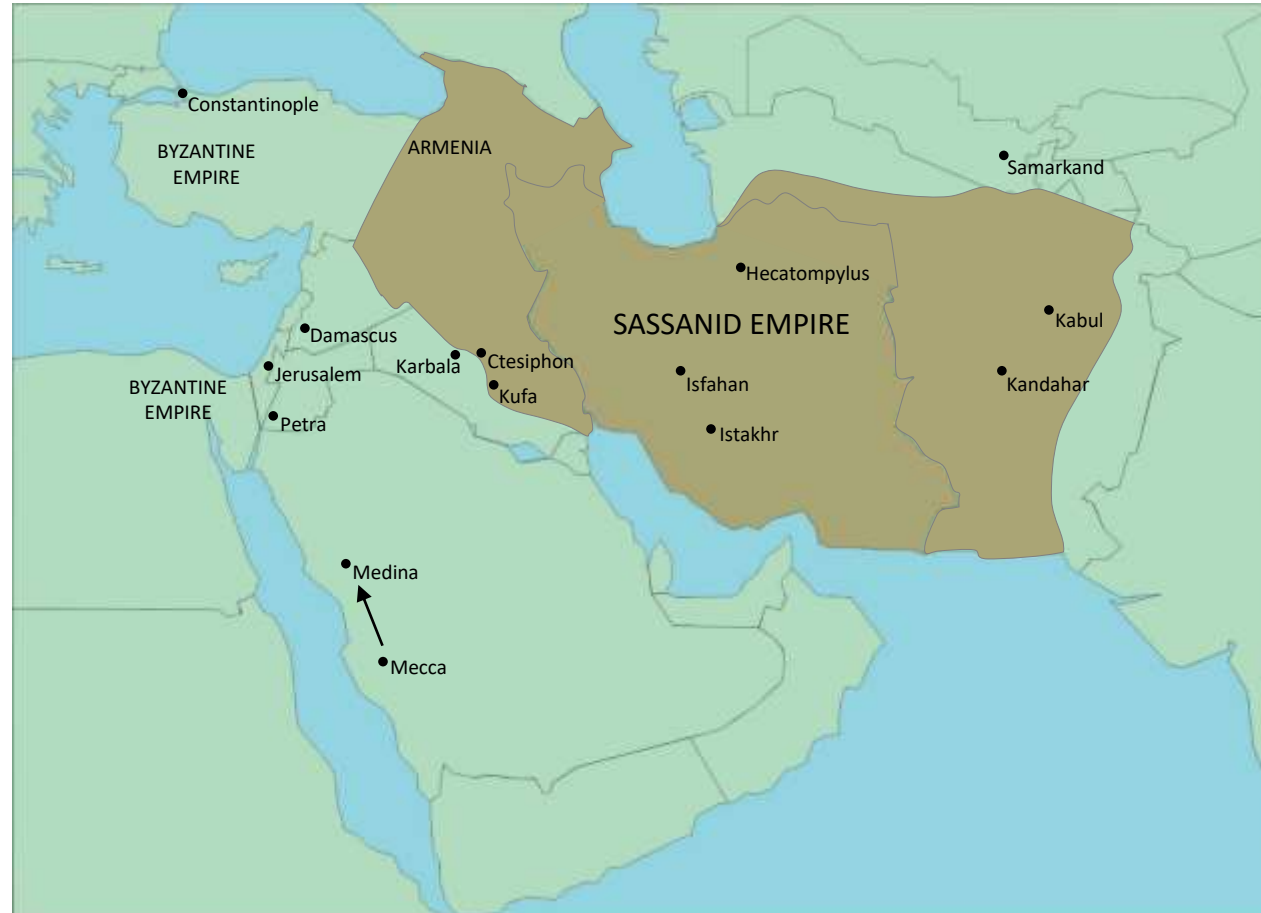 Constantinople
BYZANTINE
EMPIRE
ARMENIA
Samarkand
Hecatompylus
SASSANID EMPIRE
Kabul
Damascus
Karbala
Ctesiphon
Jerusalem
Isfahan
Kandahar
BYZANTINE
EMPIRE
Kufa
Petra
Istakhr
Medina
Mecca